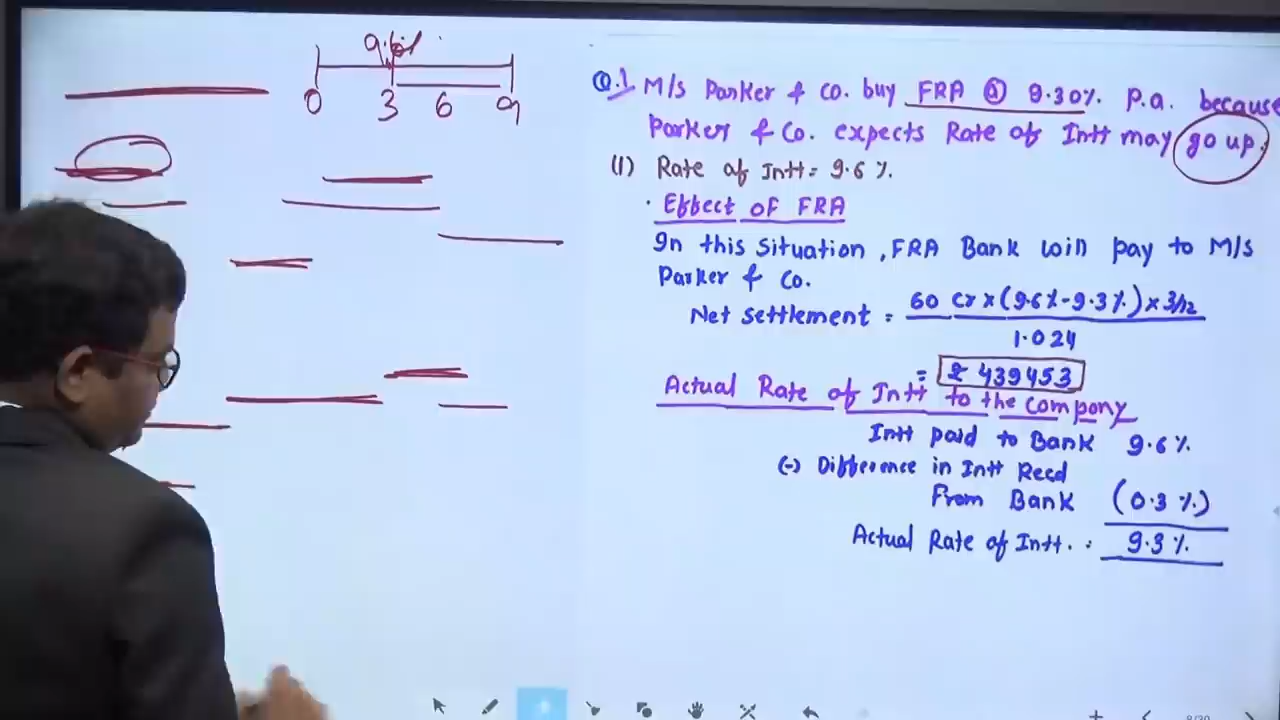 9.6%
0 3 6 9
Q.1 M/s Parker & Co. buy FRA @ 9.30% P.a. because
Parker & Co. expects Rate of Intt may go up.
(1) Rate of Intt = 9.6 %.
Effect OF FRA
In this Situation, FRA Bank will pay to M/s
Parker & Co.
Net Settlement = 60 Cr x (9.6% - 9.3%) x 3/12
1.024
= ₹ 439453
Actual Rate of Intt to the Company
Intt paid to Bank 9.6%
(-) Difference in Intt Recd
From Bank (0.3 %)
Actual Rate of Intt. : 9.3%